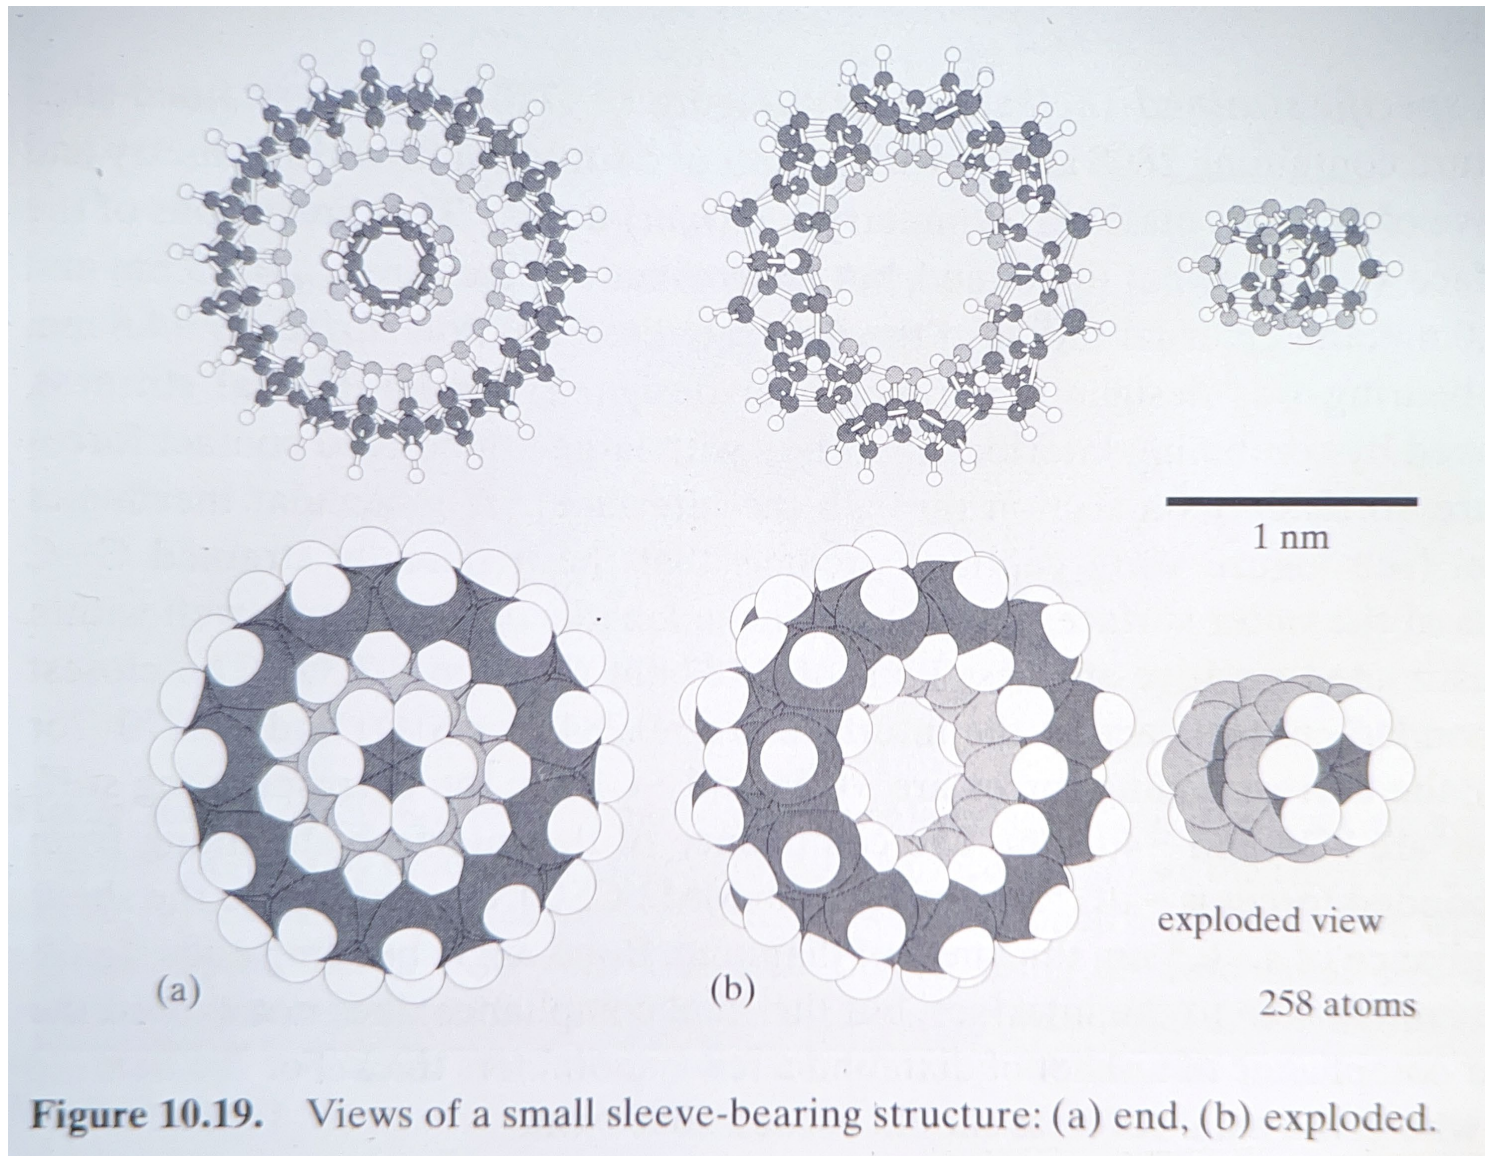 1 nm
(a)
(b)
exploded view
258 atoms
Figure 10.19. Views of a small sleeve-bearing structure: (a) end, (b) exploded.